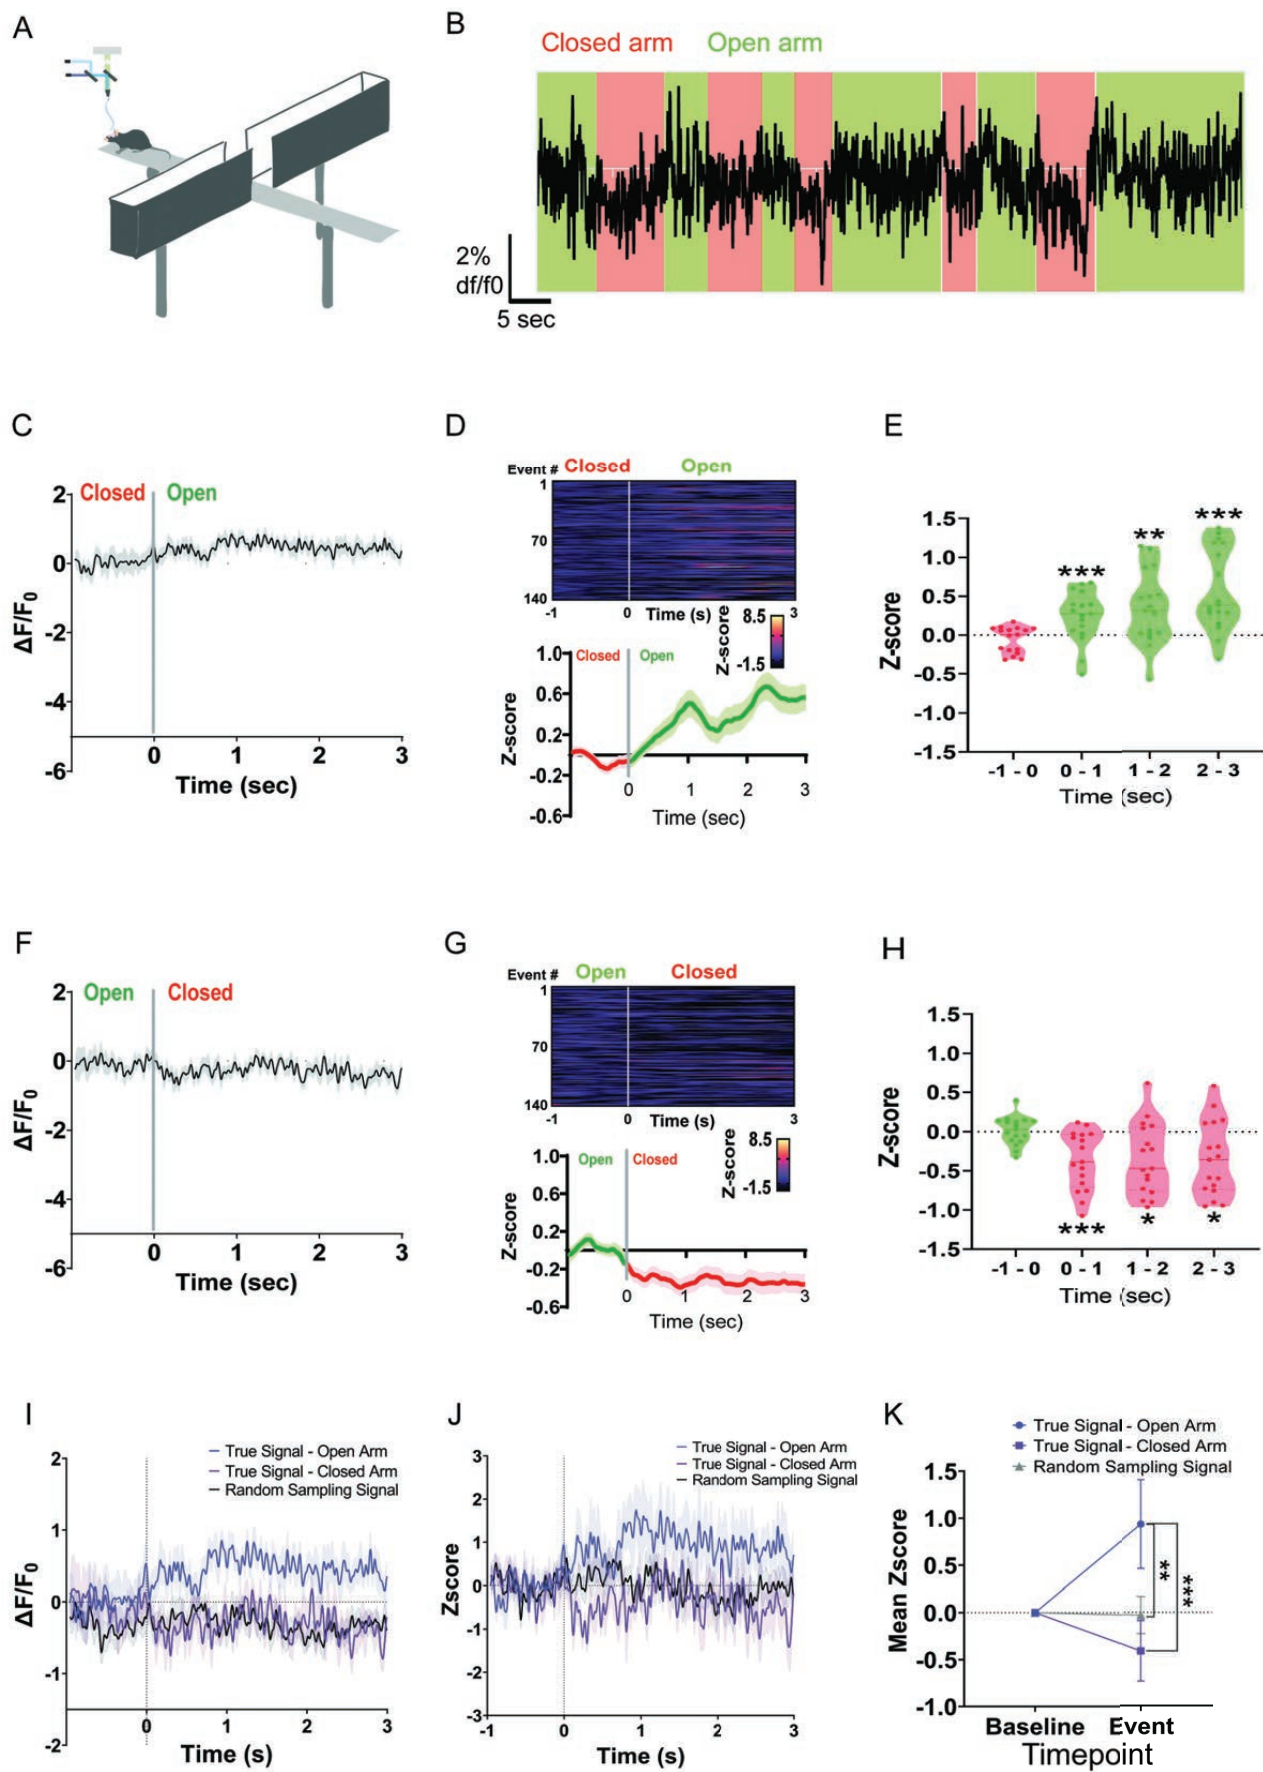 A
B
Closed arm Open arm
2%
df/f0
5 sec
C
2
0
-2
-4
-6
ΔF/F0
Closed Open
0 1 2 3
Time (sec)
D
Event # Closed Open
1
70
140
-1 0 Time (s) 3
Z-score
8.5
-1.5
1.0
0.6
0.2
-0.2
-0.6
Z-score
Closed Open
0 1 2 3
Time (sec)
E
1.5
1.0
0.5
0.0
-0.5
-1.0
-1.5
Z-score
*** ** ***
-1 - 0 0 - 1 1 - 2 2 - 3
Time (sec)
F
2
0
-2
-4
-6
ΔF/F0
Open Closed
0 1 2 3
Time (sec)
G
Event # Open Closed
1
70
140
-1 0 Time (s) 3
Z-score
8.5
-1.5
1.0
0.6
0.2
-0.2
-0.6
Z-score
Open Closed
0 1 2 3
Time (sec)
H
1.5
1.0
0.5
0.0
-0.5
-1.0
-1.5
Z-score
*** * *
-1 - 0 0 - 1 1 - 2 2 - 3
Time (sec)
I
True Signal - Open Arm
True Signal - Closed Arm
Random Sampling Signal
2
1
0
-1
-2
ΔF/F0
0 1 2 3
Time (s)
J
True Signal - Open Arm
True Signal - Closed Arm
Random Sampling Signal
3
2
1
0
-1
-2
-3
Zscore
-1 0 1 2 3
Time (s)
K
True Signal - Open Arm
True Signal - Closed Arm
Random Sampling Signal
1.5
1.0
0.5
0.0
-0.5
-1.0
Mean Zscore
**
***
Baseline Event
Timepoint